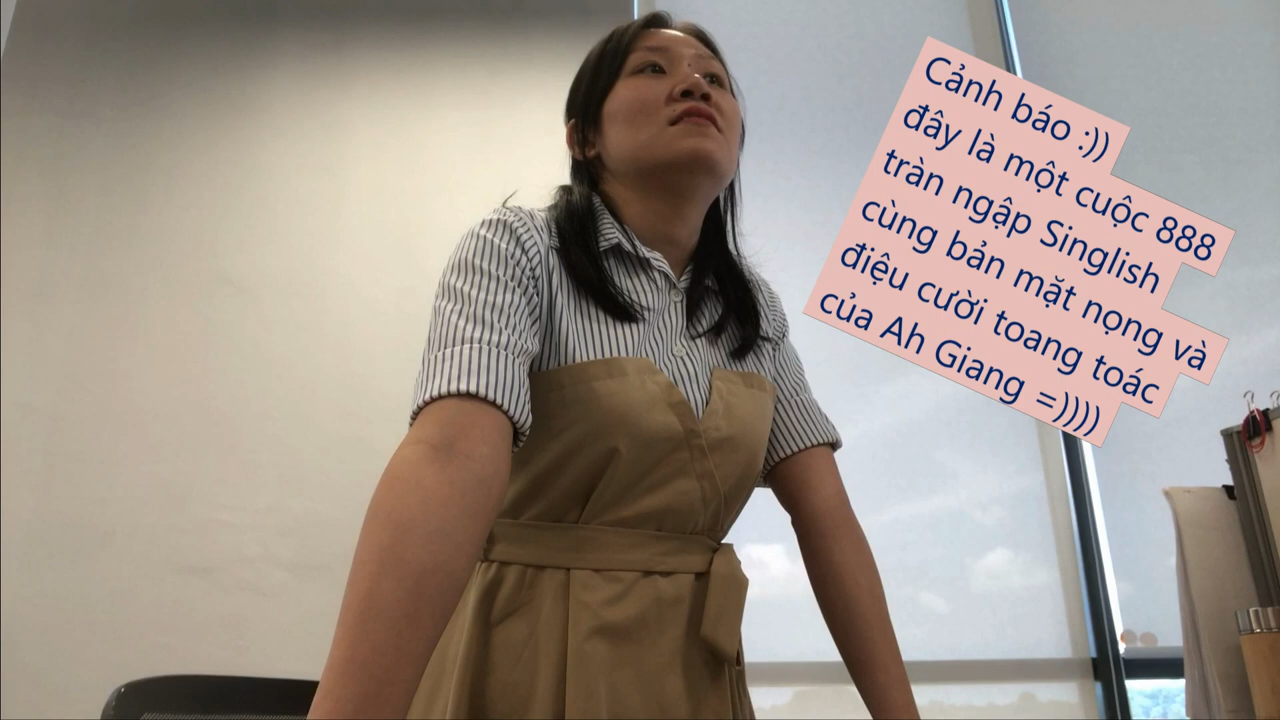 Cảnh báo :))
đây là một cuộc 888
tràn ngập Singlish
cùng bản mặt nọng và
điệu cười toang toác
của Ah Giang =))))